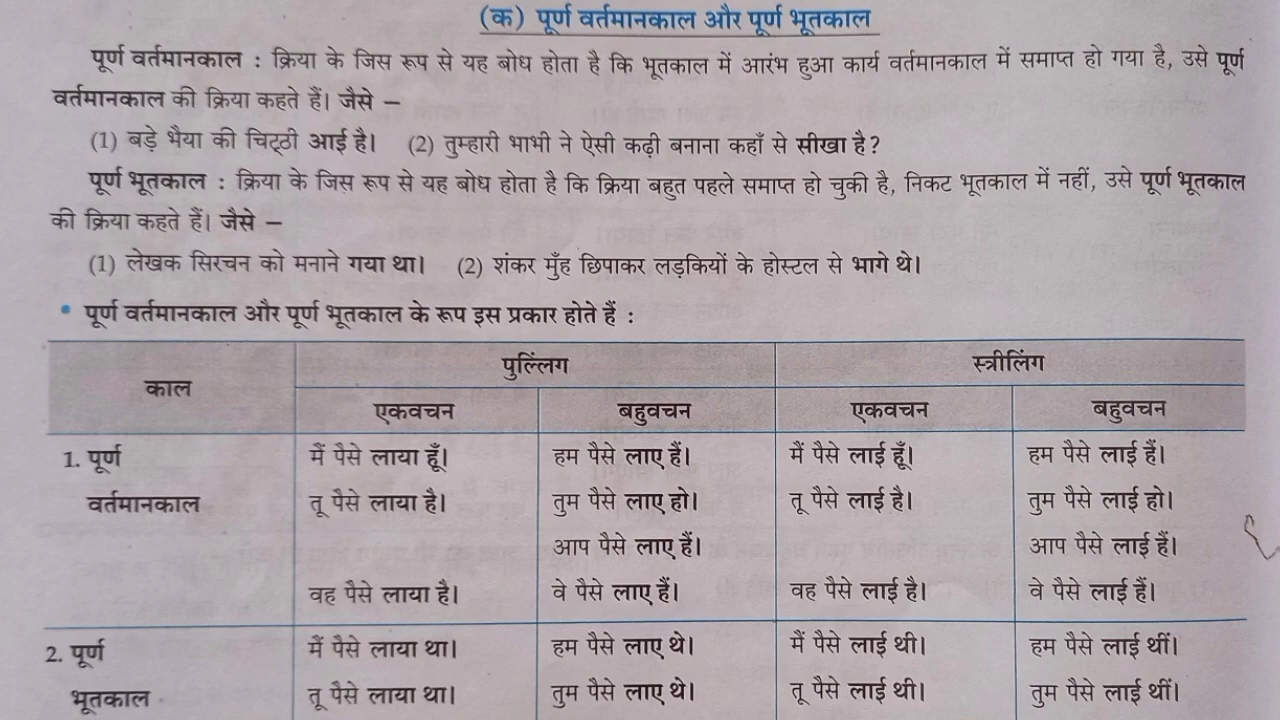 (क) पूर्ण वर्तमानकाल और पूर्ण भूतकाल
पूर्ण वर्तमानकाल : क्रिया के जिस रूप से यह बोध होता है कि भूतकाल में आरंभ हुआ कार्य वर्तमानकाल में समाप्त हो गया है, उसे पूर्ण
वर्तमानकाल की क्रिया कहते हैं। जैसे –
(1) बड़े भैया की चिट्ठी आई है। (2) तुम्हारी भाभी ने ऐसी कढ़ी बनाना कहाँ से सीखा है?
पूर्ण भूतकाल : क्रिया के जिस रूप से यह बोध होता है कि क्रिया बहुत पहले समाप्त हो चुकी है, निकट भूतकाल में नहीं, उसे पूर्ण भूतकाल
की क्रिया कहते हैं। जैसे –
(1) लेखक सिरचन को मनाने गया था। (2) शंकर मुँह छिपाकर लड़कियों के होस्टल से भागे थे।
• पूर्ण वर्तमानकाल और पूर्ण भूतकाल के रूप इस प्रकार होते हैं :
काल पुल्लिंग स्त्रीलिंग
एकवचन बहुवचन एकवचन बहुवचन
1. पूर्ण मैं पैसे लाया हूँ। हम पैसे लाए हैं। मैं पैसे लाई हूँ। हम पैसे लाई हैं।
वर्तमानकाल तू पैसे लाया है। तुम पैसे लाए हो। तू पैसे लाई है। तुम पैसे लाई हो।
आप पैसे लाए हैं। आप पैसे लाई हैं।
वह पैसे लाया है। वे पैसे लाए हैं। वह पैसे लाई है। वे पैसे लाई हैं।
2. पूर्ण मैं पैसे लाया था। हम पैसे लाए थे। मैं पैसे लाई थी। हम पैसे लाई थीं।
भूतकाल तू पैसे लाया था। तुम पैसे लाए थे। तू पैसे लाई थी। तुम पैसे लाई थीं।